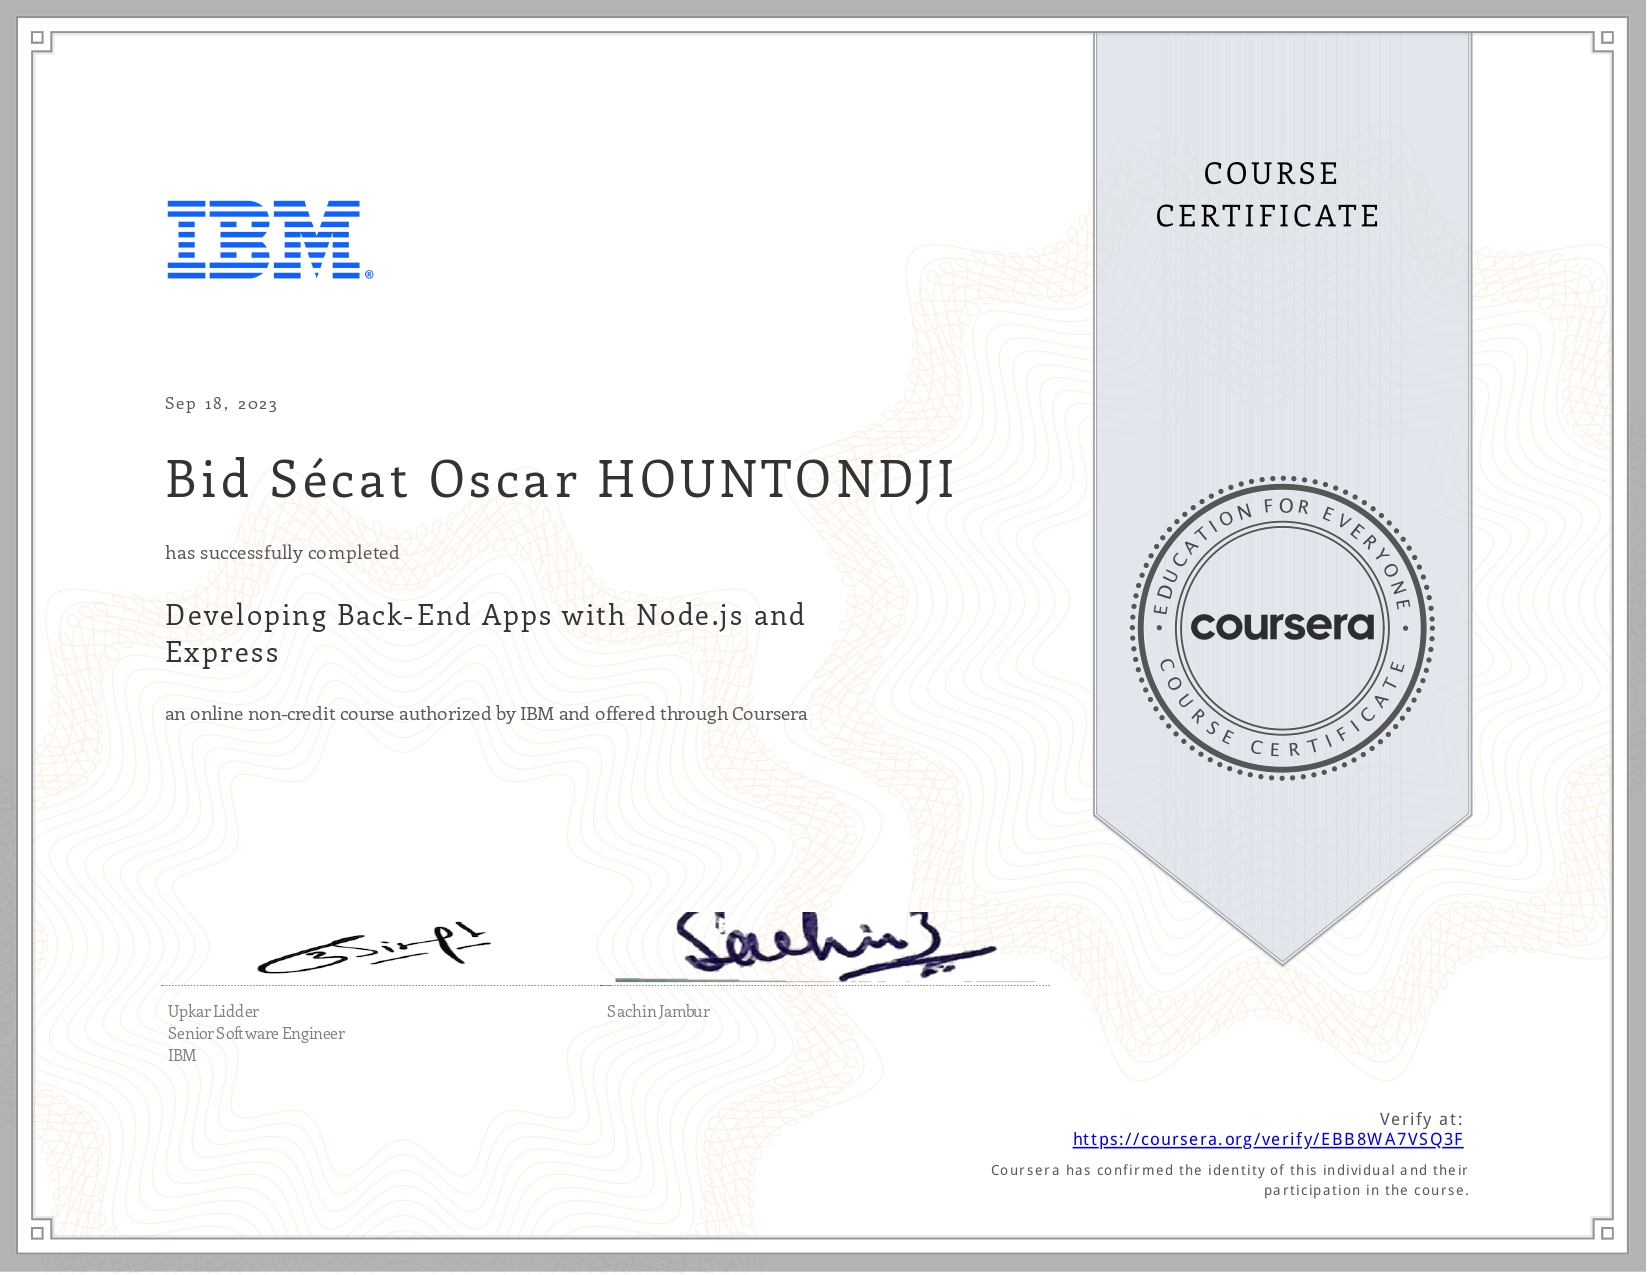 IBM®
COURSE
CERTIFICATE
Sep 18, 2023
Bid Sécat Oscar HOUNTONDJI
has successfully completed
Developing Back-End Apps with Node.js and
Express
an online non-credit course authorized by IBM and offered through Coursera
• EDUCATION FOR EVERYONE •
coursera
COURSE CERTIFICATE
Sachin
Upkar Lidder
Senior Software Engineer
IBM
Sachin Jambur
Verify at:
https://coursera.org/verify/EBB8WA7VSQ3F
Coursera has confirmed the identity of this individual and their
participation in the course.